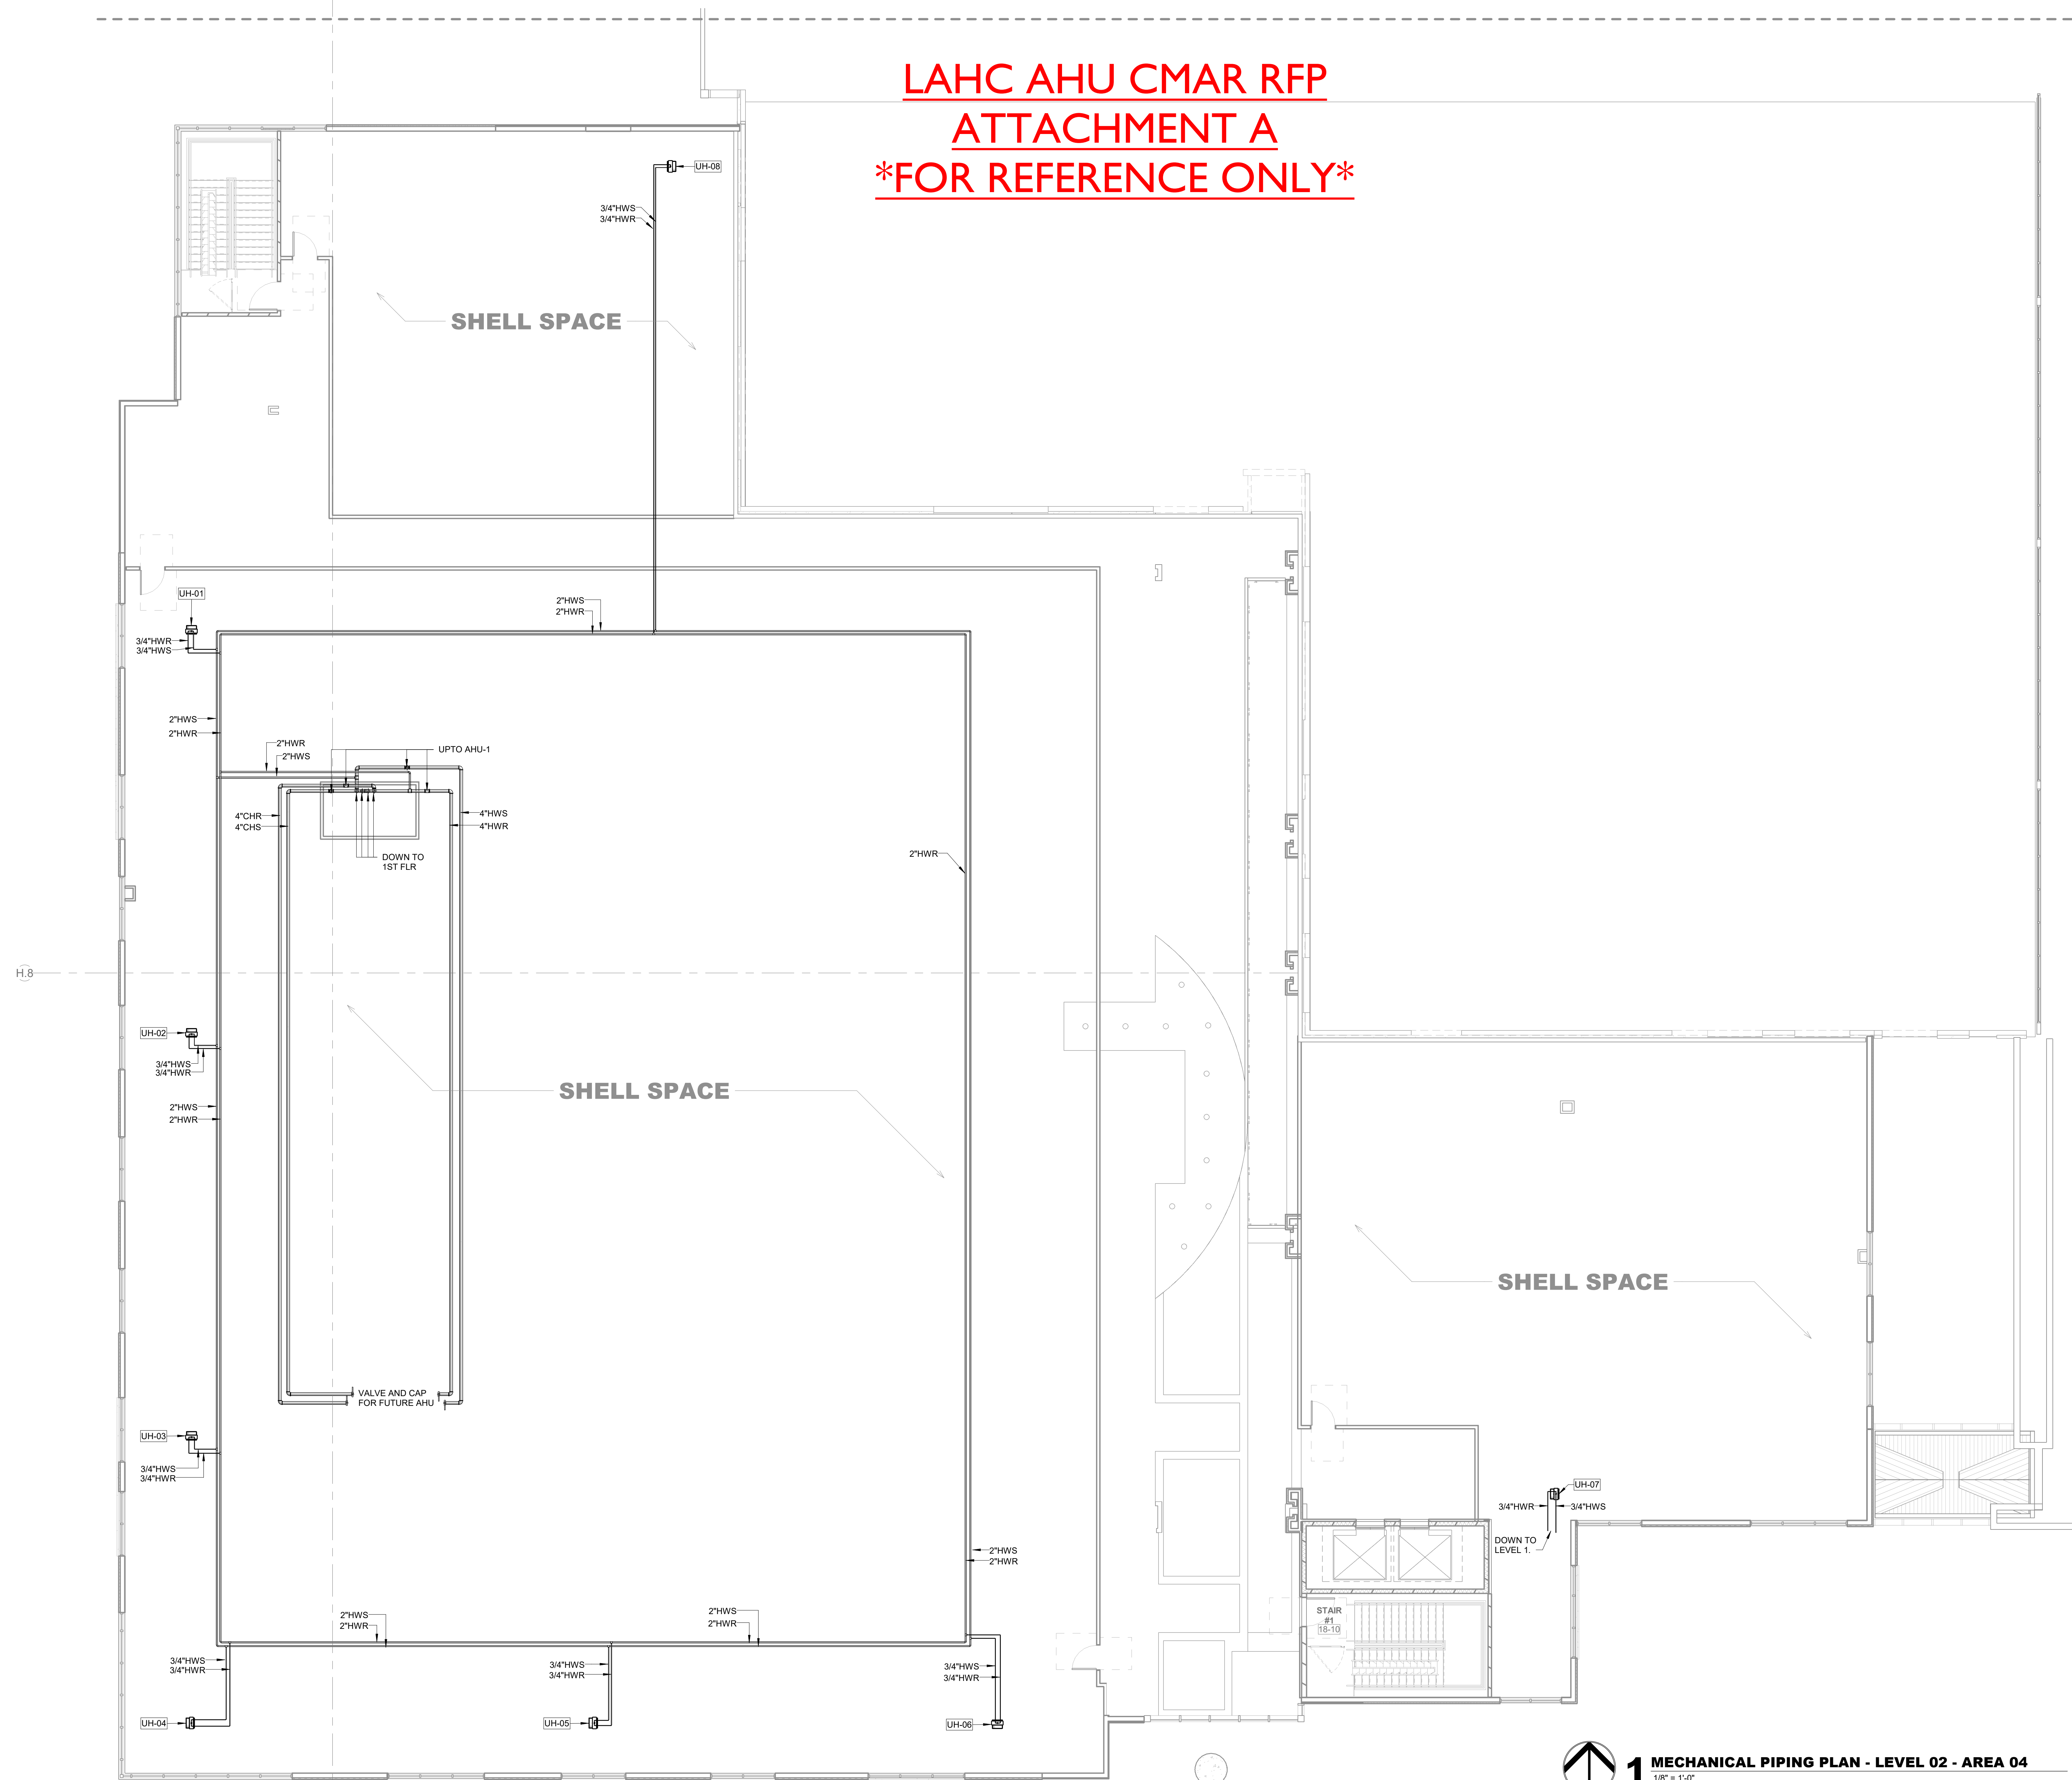 LAHC AHU CMAR RFP
ATTACHMENT A
*FOR REFERENCE ONLY*
UH-08
3/4"HWS
3/4"HWR
SHELL SPACE
UH-01
2"HWS
2"HWR
3/4"HWR
3/4"HWS
2"HWS
2"HWR
2"HWR
2"HWS
UPTO AHU-1
4"CHR
4"CHS
4"HWS
4"HWR
DOWN TO
1ST FLR
2"HWR
H.8
UH-02
3/4"HWS
3/4"HWR
SHELL SPACE
2"HWS
2"HWR
SHELL SPACE
VALVE AND CAP
FOR FUTURE AHU
UH-03
3/4"HWS
3/4"HWR
UH-07
3/4"HWR
3/4"HWS
DOWN TO
LEVEL 1.
2"HWS
2"HWR
2"HWS
2"HWR
2"HWS
2"HWR
STAIR
#1
18-10
3/4"HWS
3/4"HWR
3/4"HWS
3/4"HWR
3/4"HWS
3/4"HWR
UH-04
UH-05
UH-06
1 MECHANICAL PIPING PLAN - LEVEL 02 - AREA 04
1/8" = 1'-0"